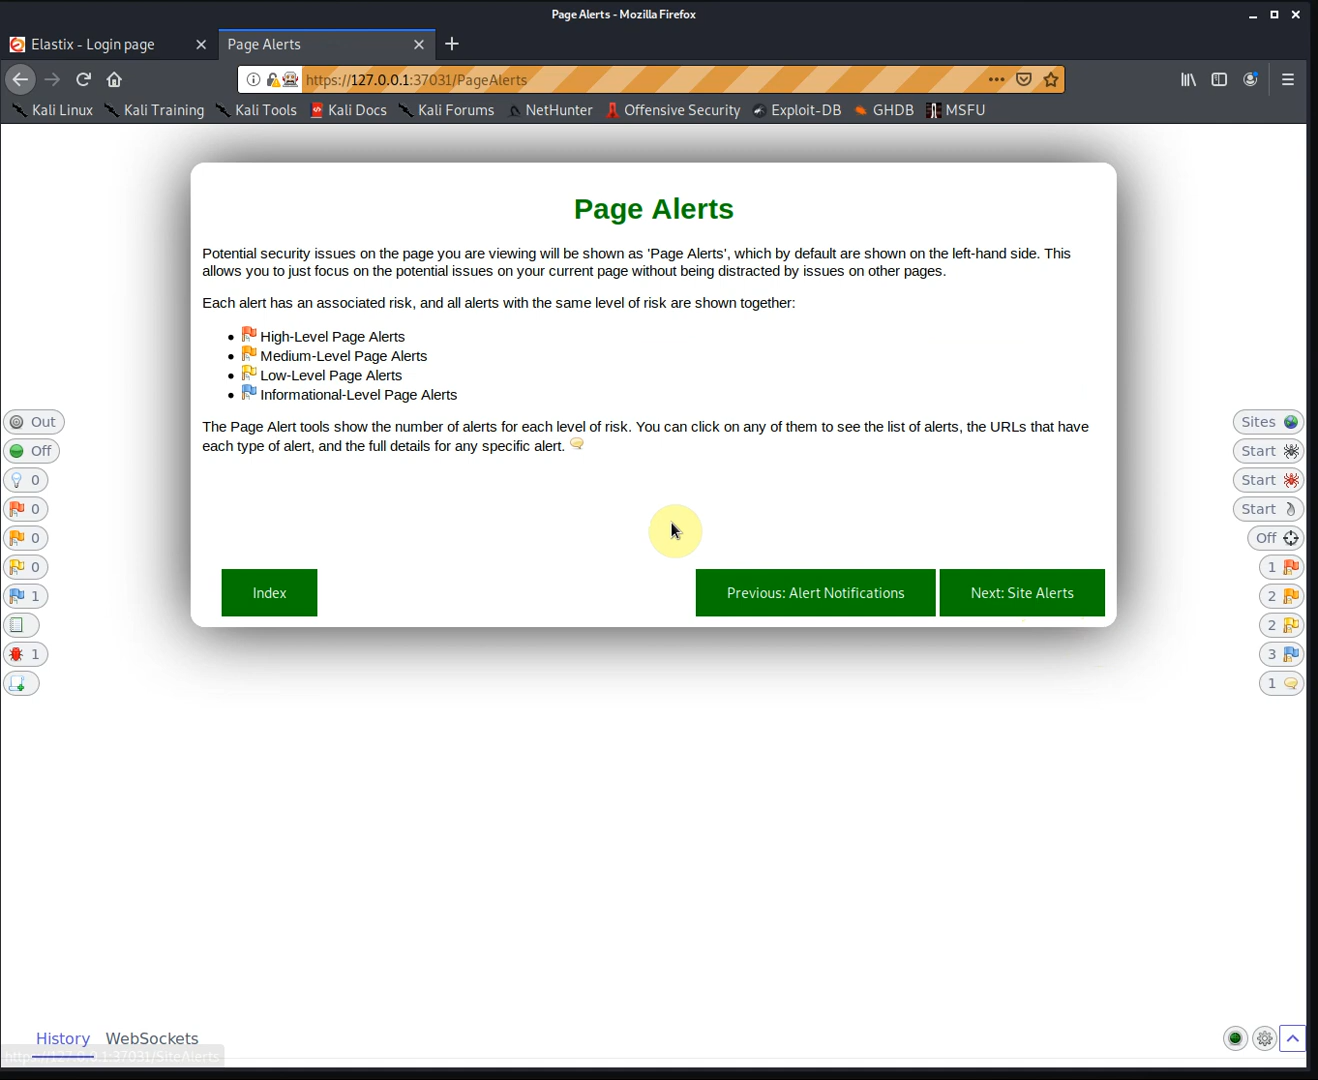 Page Alerts - Mozilla Firefox
Elastix - Login page
Page Alerts
https://127.0.0.1:37031/PageAlerts
Kali Linux Kali Training Kali Tools Kali Docs Kali Forums NetHunter Offensive Security Exploit-DB GHDB MSFU
Page Alerts
Potential security issues on the page you are viewing will be shown as 'Page Alerts', which by default are shown on the left-hand side. This
allows you to just focus on the potential issues on your current page without being distracted by issues on other pages.
Each alert has an associated risk, and all alerts with the same level of risk are shown together:
• High-Level Page Alerts
• Medium-Level Page Alerts
• Low-Level Page Alerts
• Informational-Level Page Alerts
The Page Alert tools show the number of alerts for each level of risk. You can click on any of them to see the list of alerts, the URLs that have
each type of alert, and the full details for any specific alert.
Index
Previous: Alert Notifications
Next: Site Alerts
Out
Off
0
0
0
0
1
1
Sites
Start
Start
Start
Off
1
2
2
3
1
History WebSockets
https://127.0.0.1:37031/SiteAlerts